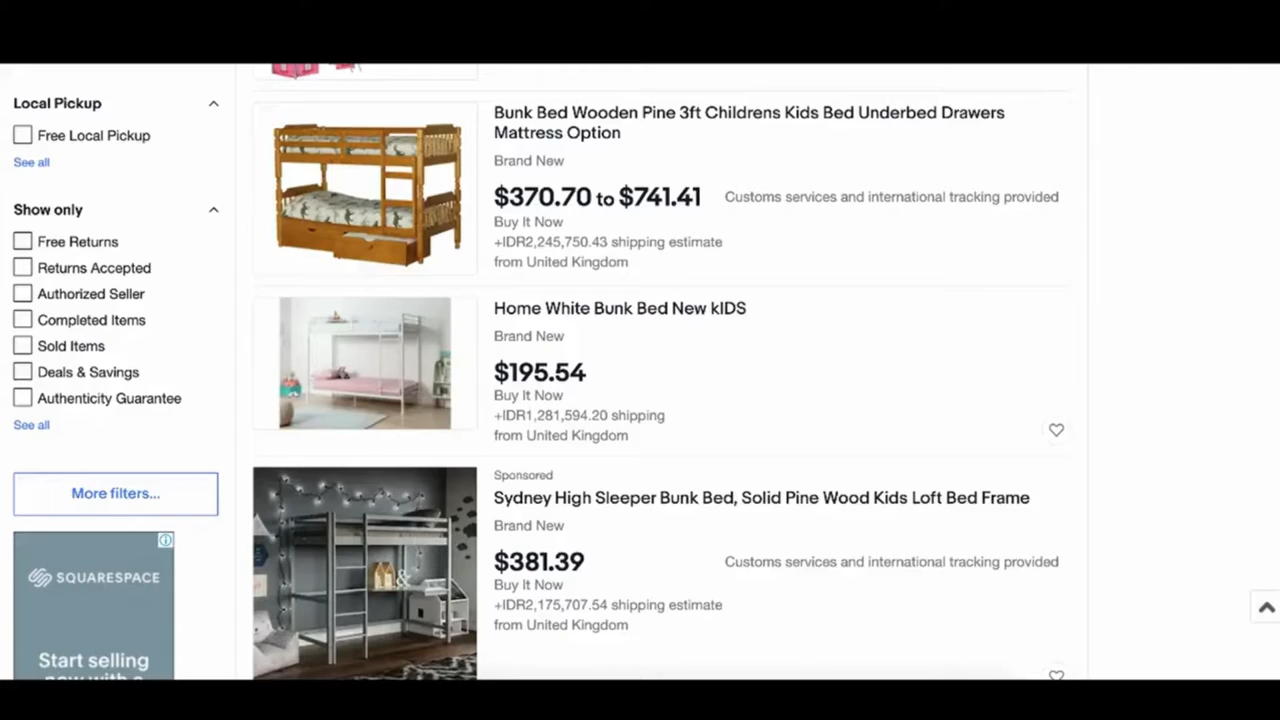 Local Pickup
Free Local Pickup
See all
Show only
Free Returns
Returns Accepted
Authorized Seller
Completed Items
Sold Items
Deals & Savings
Authenticity Guarantee
See all
More filters...
SQUARESPACE
Start selling
now with a
Bunk Bed Wooden Pine 3ft Childrens Kids Bed Underbed Drawers
Mattress Option
Brand New
$370.70 to $741.41
Customs services and international tracking provided
Buy It Now
+IDR2,245,750.43 shipping estimate
from United Kingdom
Home White Bunk Bed New kIDS
Brand New
$195.54
Buy It Now
+IDR1,281,594.20 shipping
from United Kingdom
Sponsored
Sydney High Sleeper Bunk Bed, Solid Pine Wood Kids Loft Bed Frame
Brand New
$381.39
Customs services and international tracking provided
Buy It Now
+IDR2,175,707.54 shipping estimate
from United Kingdom